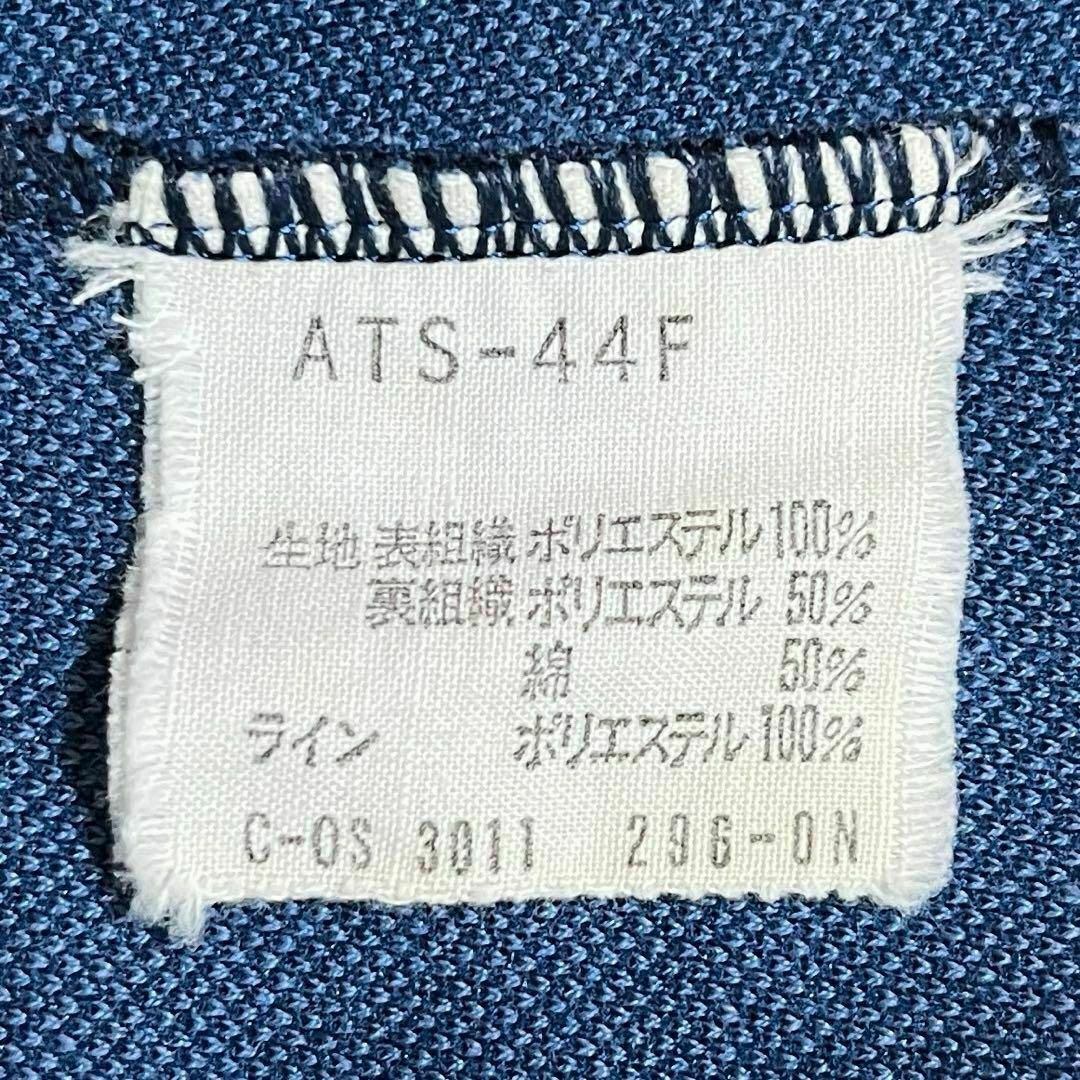 ATS-44F
生地 表組織 ポリエステル 100%
裏組織 ポリエステル 50%
綿 50%
ライン ポリエステル 100%
C-OS 3011 296-ON